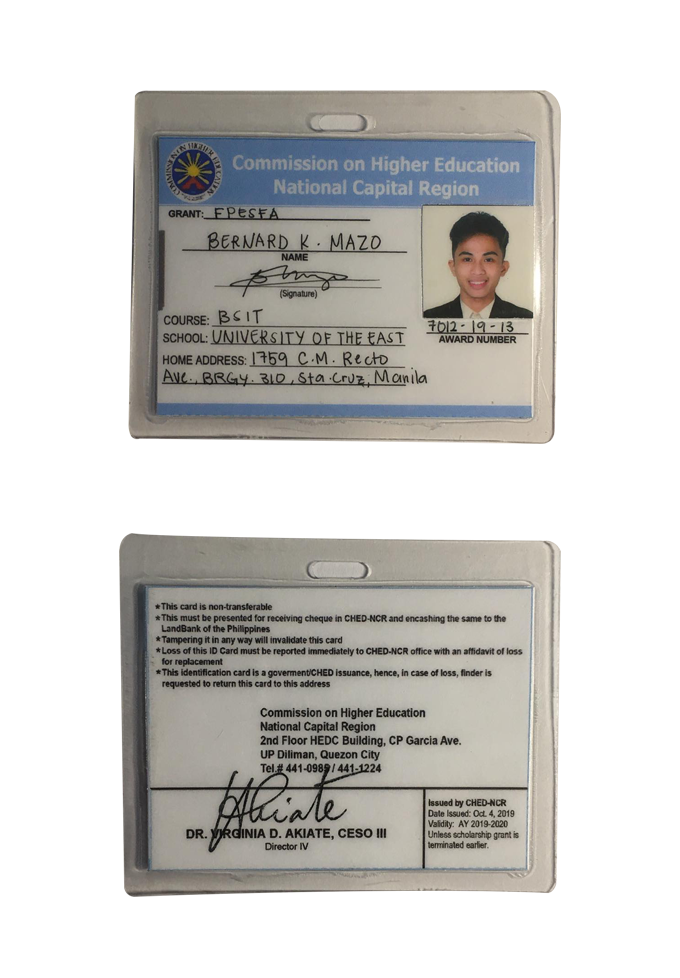 COMMISSION ON HIGHER EDUCATION
Commission on Higher Education
National Capital Region
GRANT: FPESFA
BERNARD K. MAZO
NAME
(Signature)
COURSE: BSIT
7012-19-13
SCHOOL: UNIVERSITY OF THE EAST
AWARD NUMBER
HOME ADDRESS: 1759 C.M. Recto
Ave., BRGY. 310, Sta. Cruz, Manila
*This card is non-transferable
*This must be presented for receiving cheque in CHED-NCR and encashing the same to the
LandBank of the Philippines
*Tampering it in any way will invalidate this card
*Loss of this ID Card must be reported immediately to CHED-NCR office with an affidavit of loss
for replacement
*This identification card is a goverment/CHED issuance, hence, in case of loss, finder is
requested to return this card to this address
Commission on Higher Education
National Capital Region
2nd Floor HEDC Building, CP Garcia Ave.
UP Diliman, Quezon City
Tel.# 441-0985 / 441-1224
DR. VIRGINIA D. AKIATE, CESO III
Director IV
Issued by CHED-NCR
Date Issued: Oct. 4, 2019
Validity: AY 2019-2020
Unless scholarship grant is
terminated earlier.